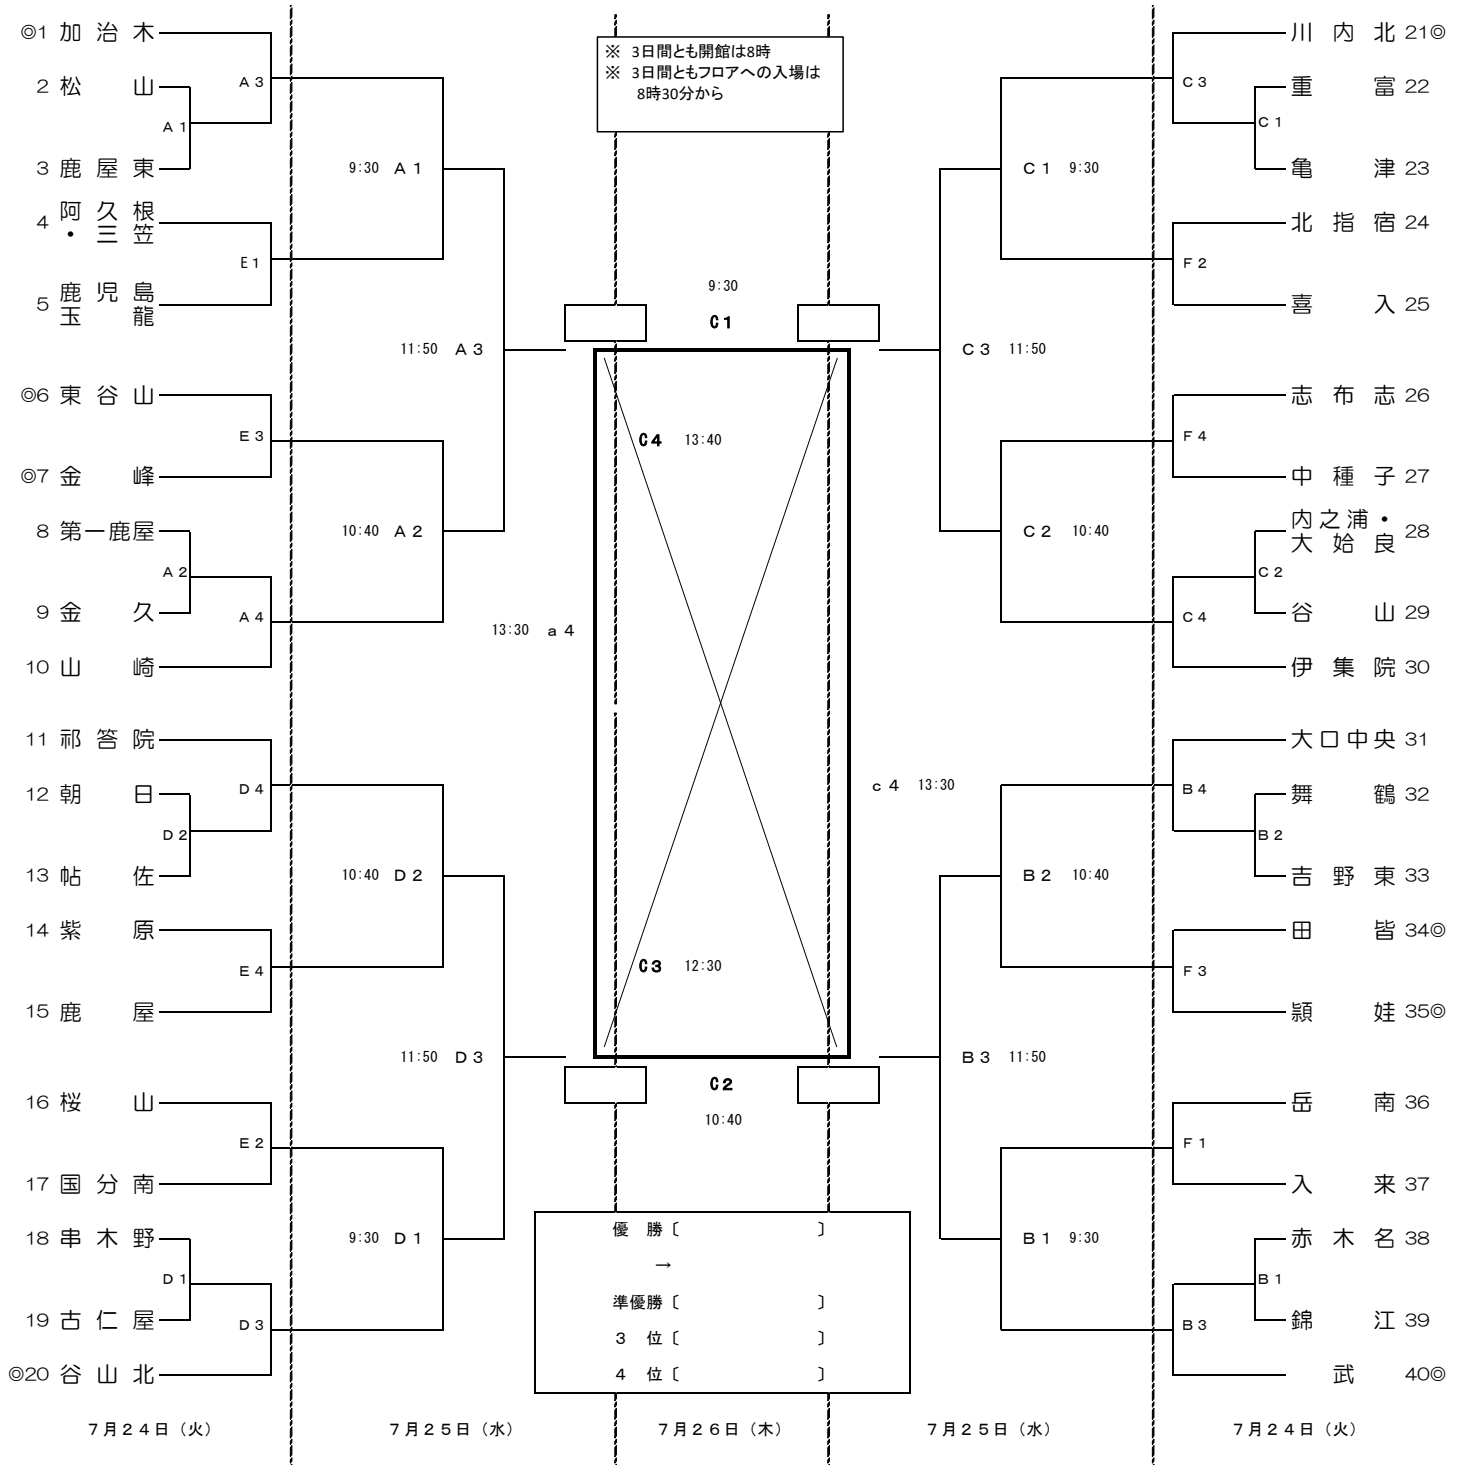 ※ 3日間とも開館は8時
※ 3日間ともフロアへの入場は
8時30分から
◎1 加治木
2 松山
3 鹿屋東
4 阿久根
・三笠
5 鹿児島
玉龍
◎6 東谷山
◎7 金峰
8 第一鹿屋
9 金久
10 山崎
11 祁答院
12 朝日
13 帖佐
14 紫原
15 鹿屋
16 桜山
17 国分南
18 串木野
19 古仁屋
◎20 谷山北
A3
A1
E1
E3
A2
A4
D4
D2
E4
E2
D1
D3
9:30 A1
11:50 A3
10:40 A2
13:30 a4
10:40 D2
11:50 D3
9:30 D1
9:30
C1
C4 13:40
C3 12:30
C2
10:40
C1 9:30
C3 11:50
C2 10:40
c4 13:30
B2 10:40
B3 11:50
B1 9:30
C3
C1
F2
F4
C2
C4
B4
B2
F3
F1
B1
B3
川内北 21◎
重富 22
亀津 23
北指宿 24
喜入 25
志布志 26
中種子 27
内之浦・
大姶良 28
谷山 29
伊集院 30
大口中央 31
舞鶴 32
吉野東 33
田皆 34◎
頴娃 35◎
岳南 36
入来 37
赤木名 38
錦江 39
武 40◎
優勝〔 〕
→
準優勝〔 〕
3位〔 〕
4位〔 〕
7月24日(火)
7月25日(水)
7月26日(木)
7月25日(水)
7月24日(火)